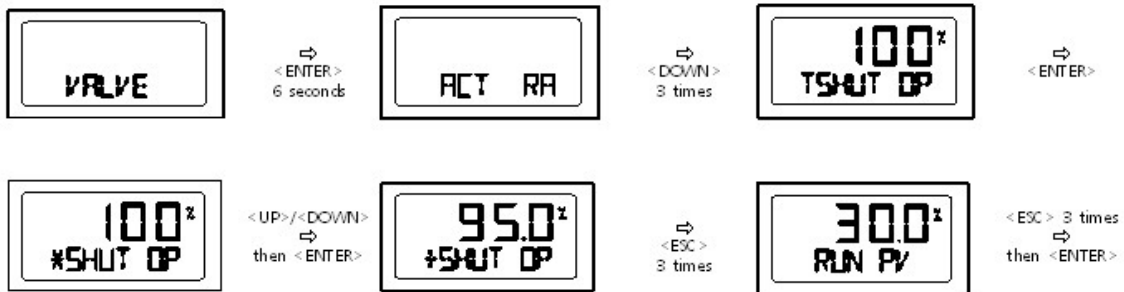 VALVE
⇨
<ENTER>
6 seconds
ACT RA
⇨
<DOWN>
3 times
100%
TSHUT OP
⇨
<ENTER>
100%
*SHUT OP
<UP>/<DOWN>
⇨
then <ENTER>
95.0%
+SHUT OP
⇨
<ESC>
3 times
30.0%
RUN PV
<ESC> 3 times
⇨
then <ENTER>